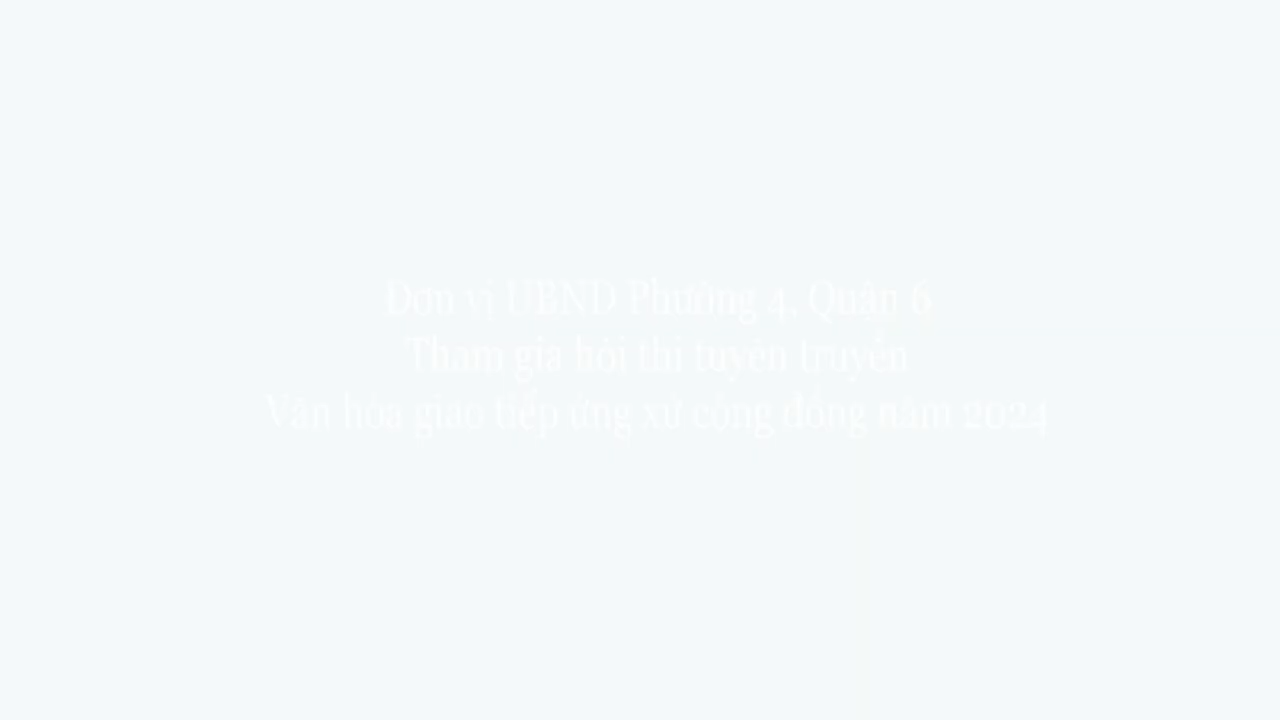 Đơn vị UBND Phường 4, Quận 6
Tham gia hội thi tuyên truyền
Văn hóa giao tiếp ứng xử cộng đồng năm 2024